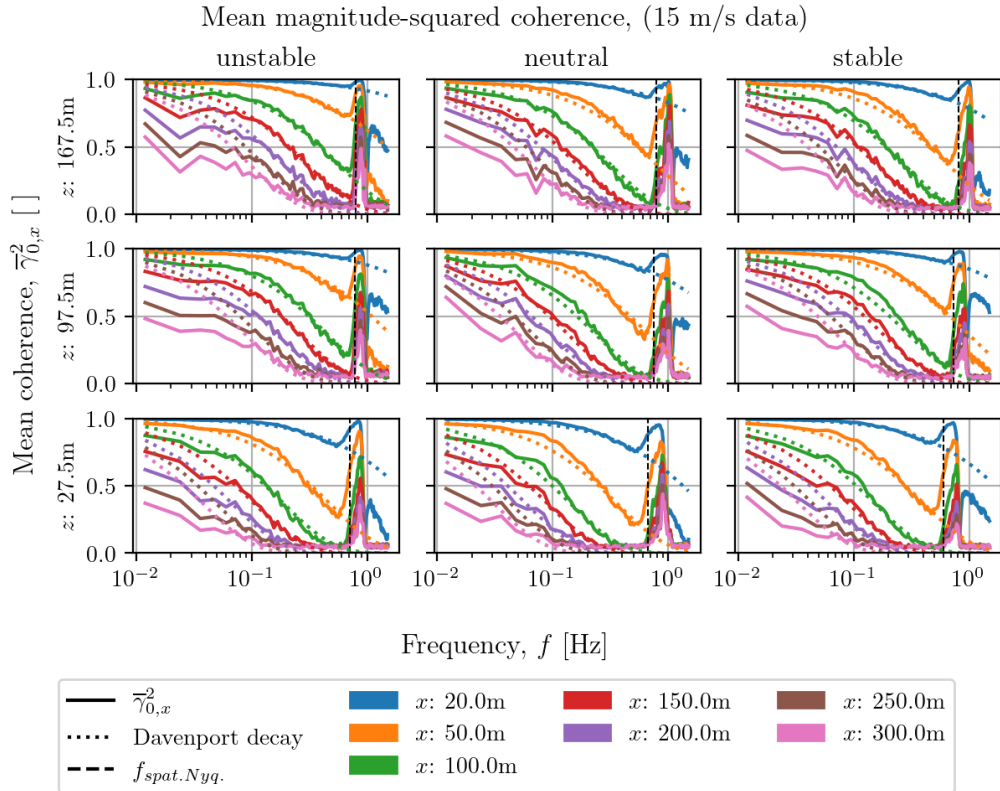 Mean magnitude-squared coherence, (15 m/s data)
unstable neutral stable
Mean coherence, γ̅²₀,ₓ [ ]
z: 167.5m
1.0
0.5
0.0
z: 97.5m
1.0
0.5
0.0
z: 27.5m
1.0
0.5
0.0
10⁻² 10⁻¹ 10⁰ 10⁻² 10⁻¹ 10⁰ 10⁻² 10⁻¹ 10⁰
Frequency, f [Hz]
γ̅²₀,ₓ
Davenport decay
f_spat.Nyq.
x: 20.0m
x: 50.0m
x: 100.0m
x: 150.0m
x: 200.0m
x: 250.0m
x: 300.0m